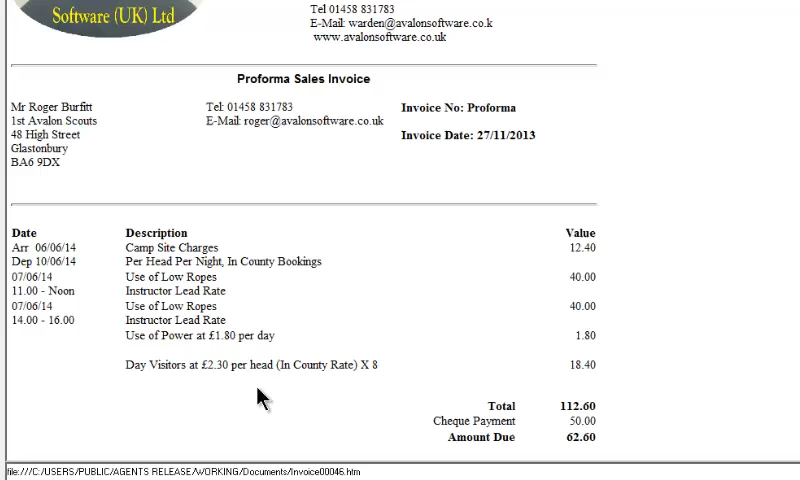 Software (UK) Ltd
Tel 01458 831783
E-Mail: warden@avalonsoftware.co.uk
www.avalonsoftware.co.uk
Proforma Sales Invoice
Mr Roger Burfitt Tel: 01458 831783 Invoice No: Proforma
1st Avalon Scouts E-Mail: roger@avalonsoftware.co.uk
48 High Street Invoice Date: 27/11/2013
Glastonbury
BA6 9DX
Date Description Value
Arr 06/06/14 Camp Site Charges 12.40
Dep 10/06/14 Per Head Per Night, In County Bookings
07/06/14 Use of Low Ropes 40.00
11.00 - Noon Instructor Lead Rate
07/06/14 Use of Low Ropes 40.00
14.00 - 16.00 Instructor Lead Rate
Use of Power at £1.80 per day 1.80
Day Visitors at £2.30 per head (In County Rate) X 8 18.40
Total 112.60
Cheque Payment 50.00
Amount Due 62.60
file:///C:/USERS/PUBLIC/AGENTS RELEASE/WORKING/Documents/Invoice00046.htm